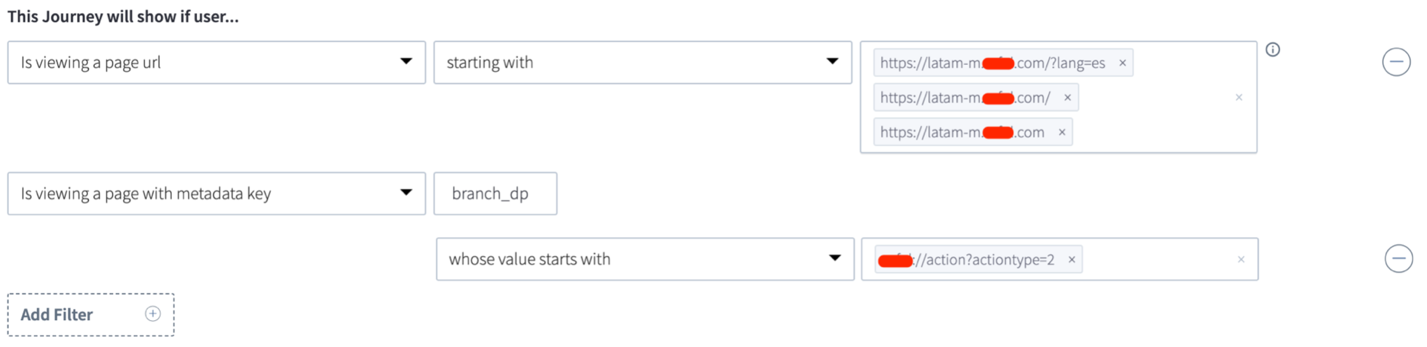 This Journey will show if user...
Is viewing a page url
starting with
https://latam-m. .com/?lang=es ×
https://latam-m. .com/ ×
https://latam-m. .com ×
Is viewing a page with metadata key
branch_dp
whose value starts with
://action?actiontype=2 ×
Add Filter